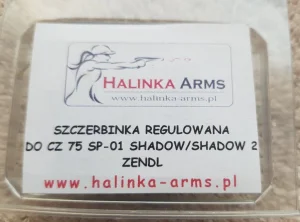 HALINKA ARMS
www.halinka-arms.pl
SZCZERBINKA REGULOWANA
DO CZ 75 SP-01 SHADOW/SHADOW 2
ZENDL
www.halinka-arms.pl